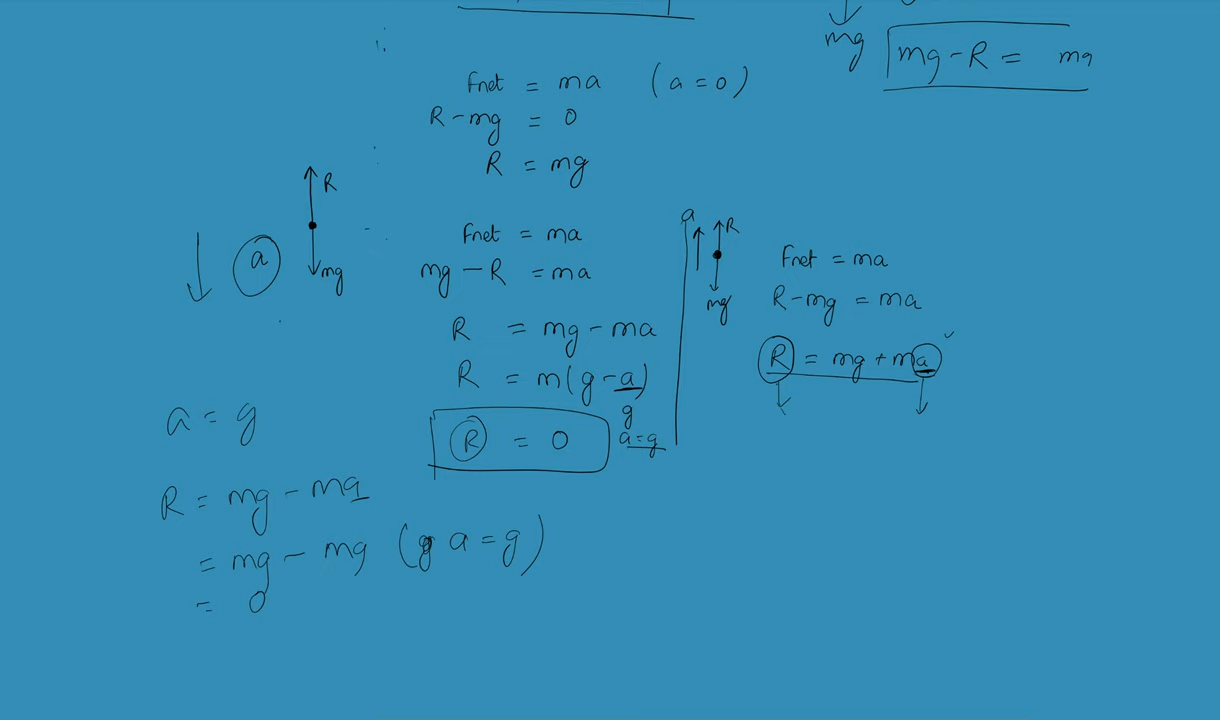 mg
mg - R = ma
Fnet = ma (a = 0)
R - mg = 0
R = mg
R
a
mg
Fnet = ma
mg - R = ma
R = mg - ma
R = m(g - a)
g
R = 0 a = g
a
R
mg
Fnet = ma
R - mg = ma
R = mg + ma
a = g
R = mg - ma
= mg - mg (g a = g)
= 0